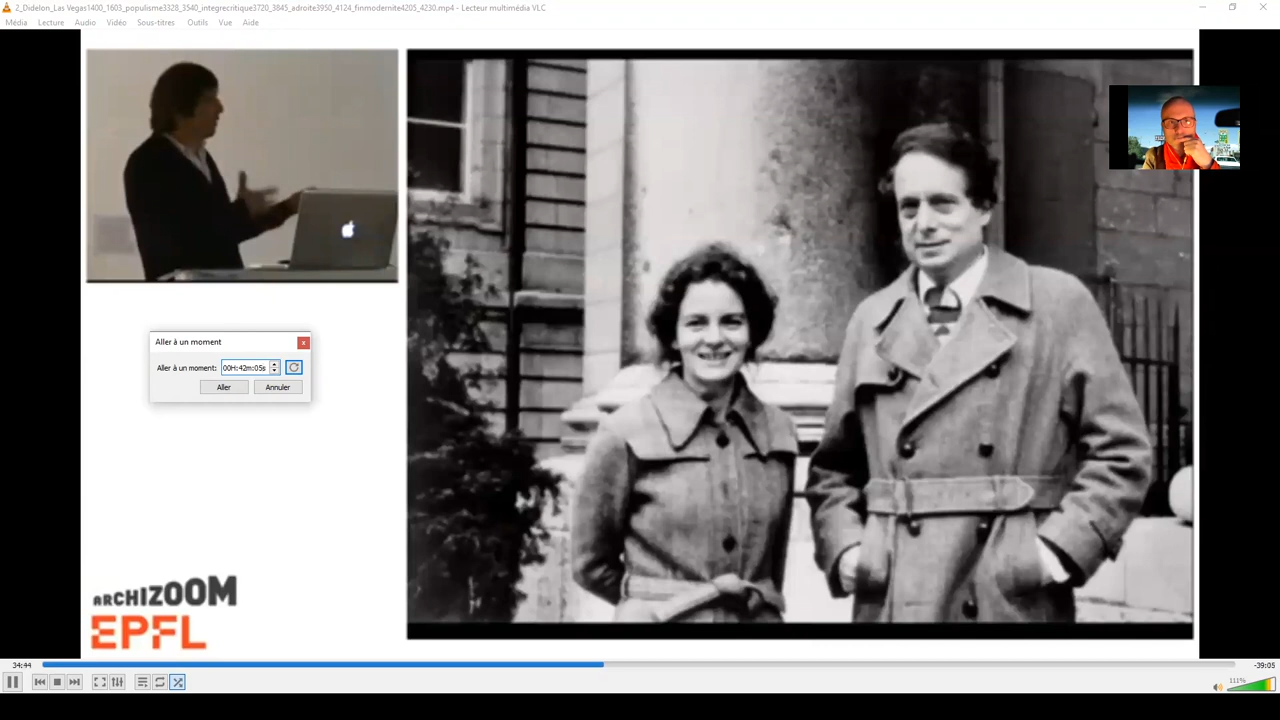 2_Didelon_Las Vegas1400_1603_populisme3328_3540_integrecritique3720_3845_adroite3950_4124_finmodernite4205_4230.mp4 - Lecteur multimédia VLC
Média Lecture Audio Vidéo Sous-titres Outils Vue Aide
Aller à un moment
Aller à un moment: 00H:42m:05s
Aller Annuler
ARCHIZOOM
EPFL
34:44 -39:05
111%